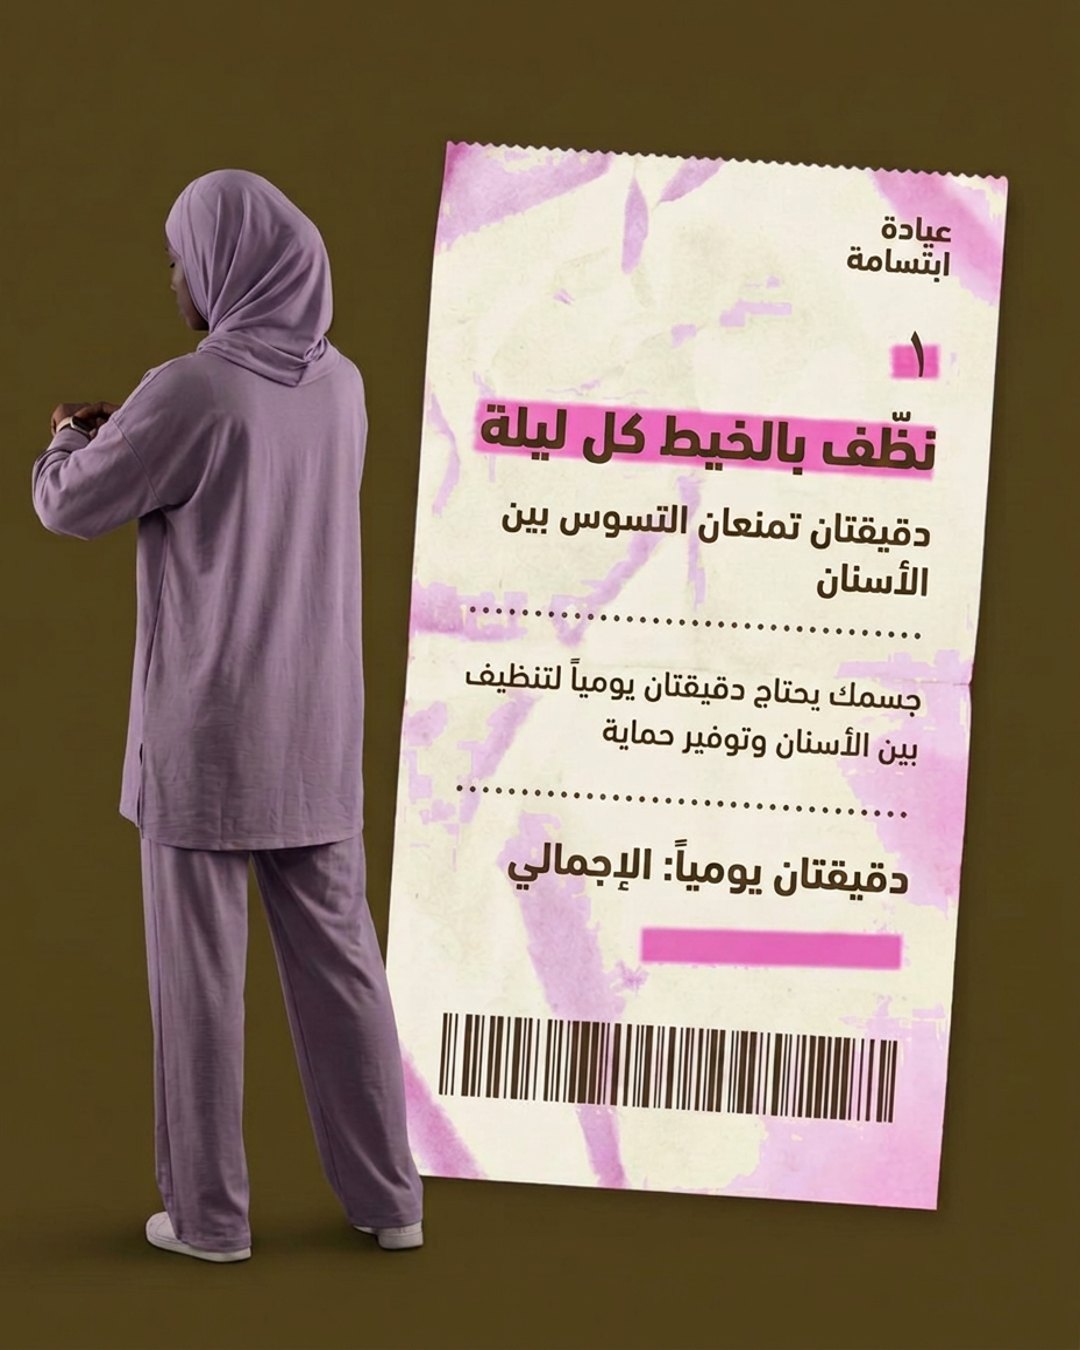 عيادة
ابتسامة
١
نظّف بالخيط كل ليلة
دقيقتان تمنعان التسوس بين
الأسنان
جسمك يحتاج دقيقتان يومياً لتنظيف
بين الأسنان وتوفير حماية
دقيقتان يومياً: الإجمالي